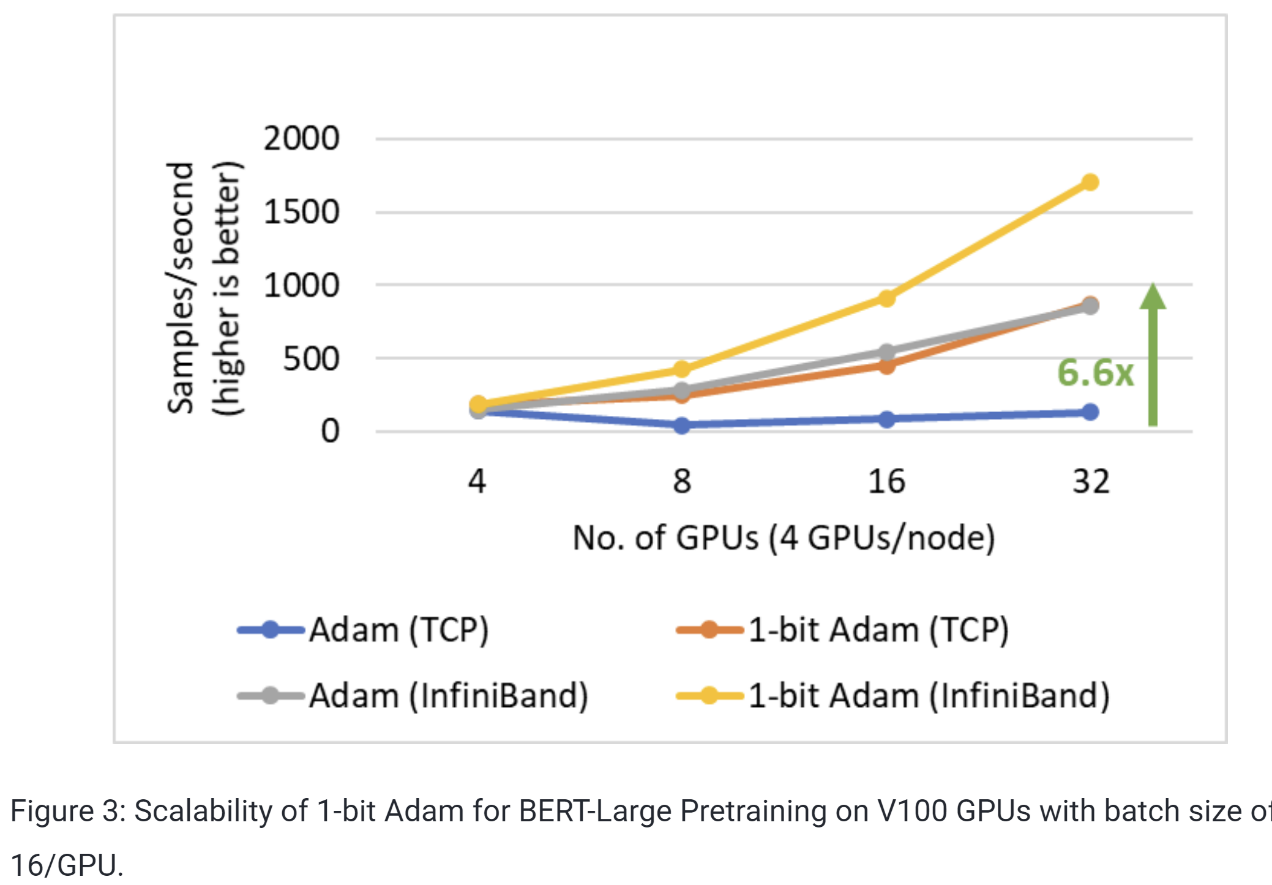 2000
1500
1000
500
0
Samples/seocnd
(higher is better)
6.6x
4 8 16 32
No. of GPUs (4 GPUs/node)
Adam (TCP) 1-bit Adam (TCP)
Adam (InfiniBand) 1-bit Adam (InfiniBand)
Figure 3: Scalability of 1-bit Adam for BERT-Large Pretraining on V100 GPUs with batch size of
16/GPU.